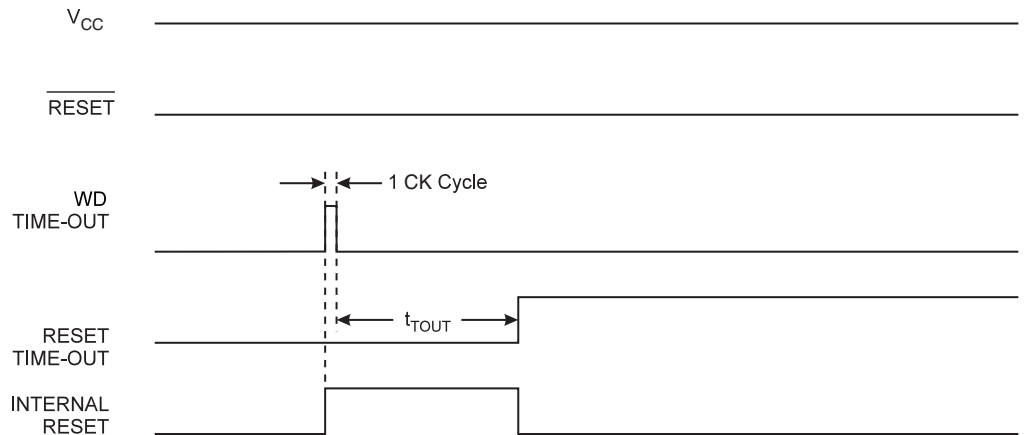 VCC
RESET
1 CK Cycle
WD
TIME-OUT
tTOUT
RESET
TIME-OUT
INTERNAL
RESET